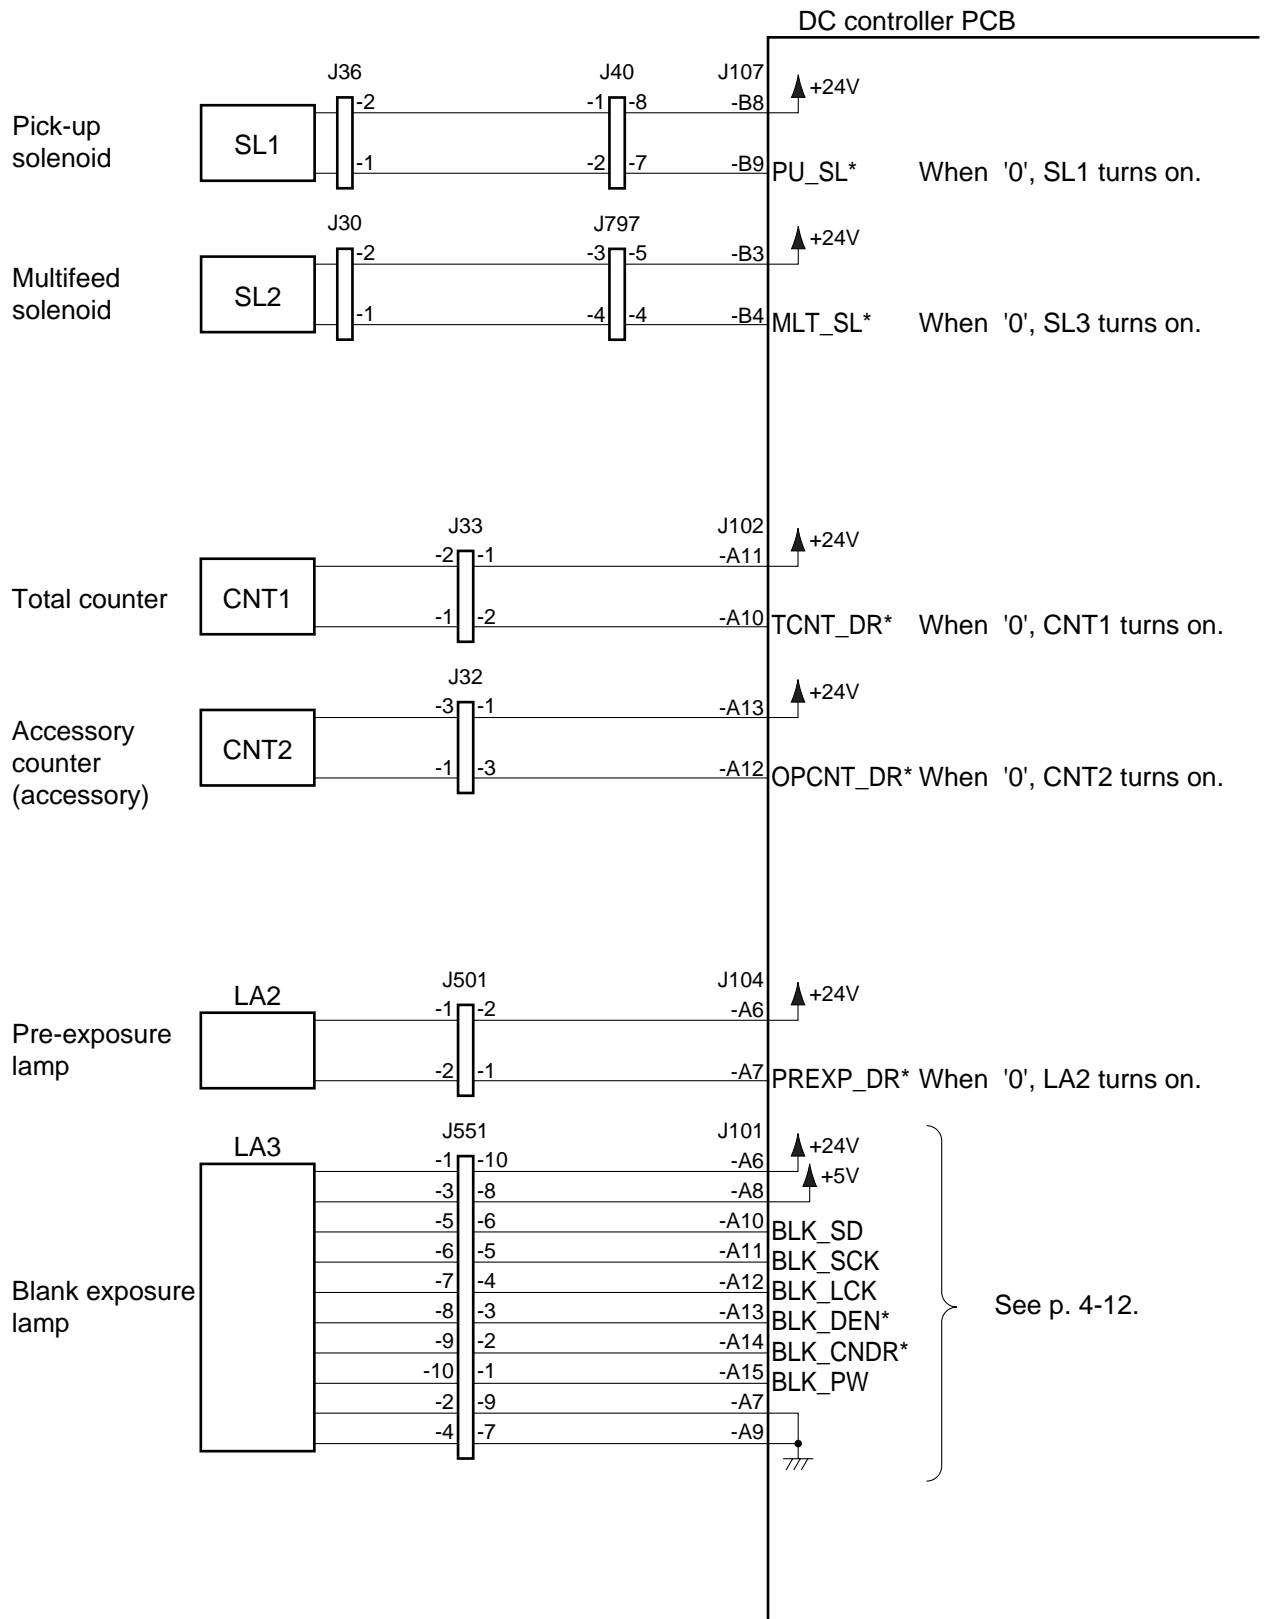 DC controller PCB
J36 J40 J107
+24V
-2 -1 -8 -B8
Pick-up
solenoid
SL1
-1 -2 -7 -B9 PU_SL* When '0', SL1 turns on.
J30 J797
+24V
-2 -3 -5 -B3
Multifeed
solenoid
SL2
-1 -4 -4 -B4 MLT_SL* When '0', SL3 turns on.
J33 J102
+24V
-2 -1 -A11
Total counter CNT1
-1 -2 -A10 TCNT_DR* When '0', CNT1 turns on.
J32
+24V
-3 -1 -A13
Accessory
counter
(accessory)
CNT2
-1 -3 -A12 OPCNT_DR* When '0', CNT2 turns on.
J501 J104
LA2
+24V
-1 -2 -A6
Pre-exposure
lamp
-2 -1 -A7 PREXP_DR* When '0', LA2 turns on.
J551 J101
LA3
+24V
-1 -10 -A6
+5V
-3 -8 -A8
-5 -6 -A10 BLK_SD
-6 -5 -A11 BLK_SCK
-7 -4 -A12 BLK_LCK
Blank exposure
lamp
See p. 4-12.
-8 -3 -A13 BLK_DEN*
-9 -2 -A14 BLK_CNDR*
-10 -1 -A15 BLK_PW
-2 -9 -A7
-4 -7 -A9